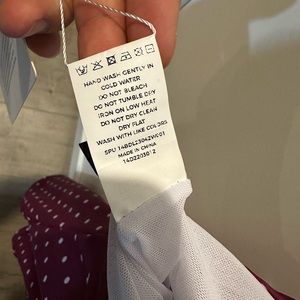 HAND WASH GENTLY IN
COLD WATER
DO NOT BLEACH
DO NOT TUMBLE DRY
IRON ON LOW HEAT
DO NOT DRY CLEAN
DRY FLAT
WASH WITH LIKE COLORS
MADE IN CHINA